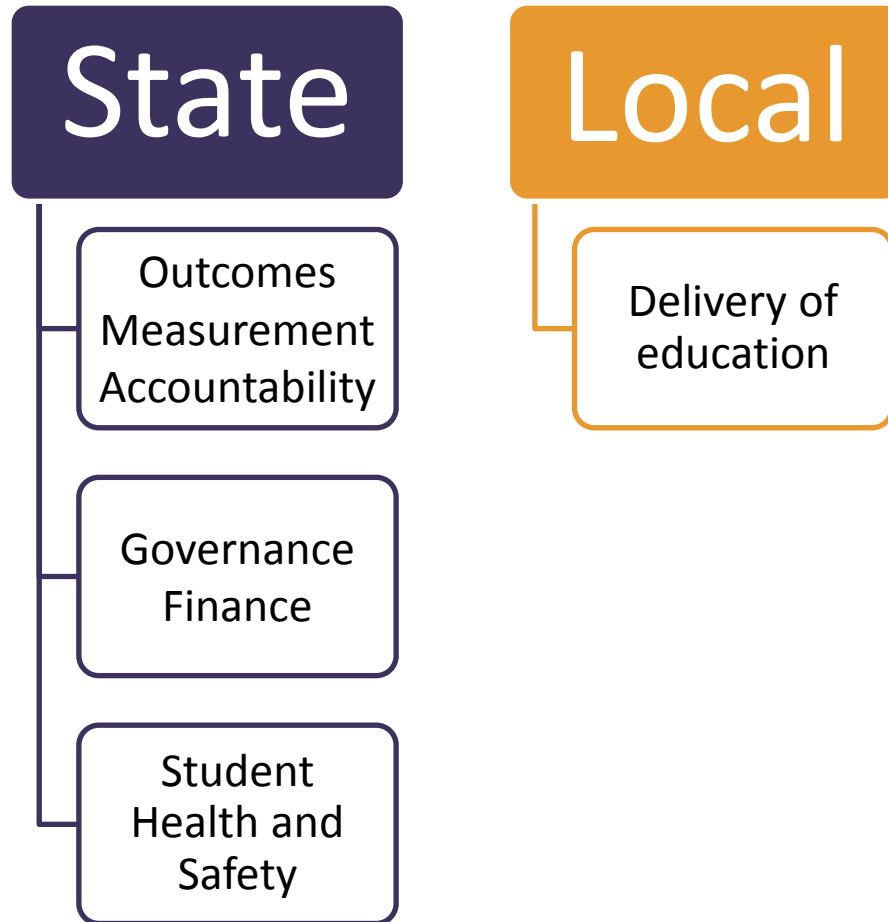 State
Outcomes
Measurement
Accountability
Governance
Finance
Student
Health and
Safety
Local
Delivery of
education